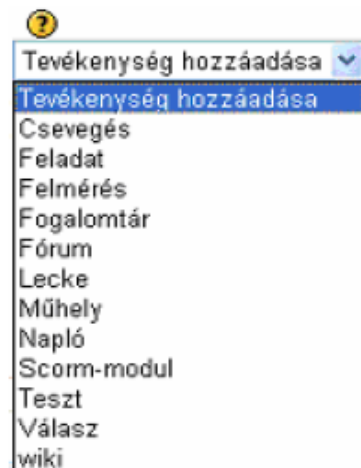 ?
Tevékenység hozzáadása
Tevékenység hozzáadása
Csevegés
Feladat
Felmérés
Fogalomtár
Fórum
Lecke
Műhely
Napló
Scorm-modul
Teszt
Válasz
wiki